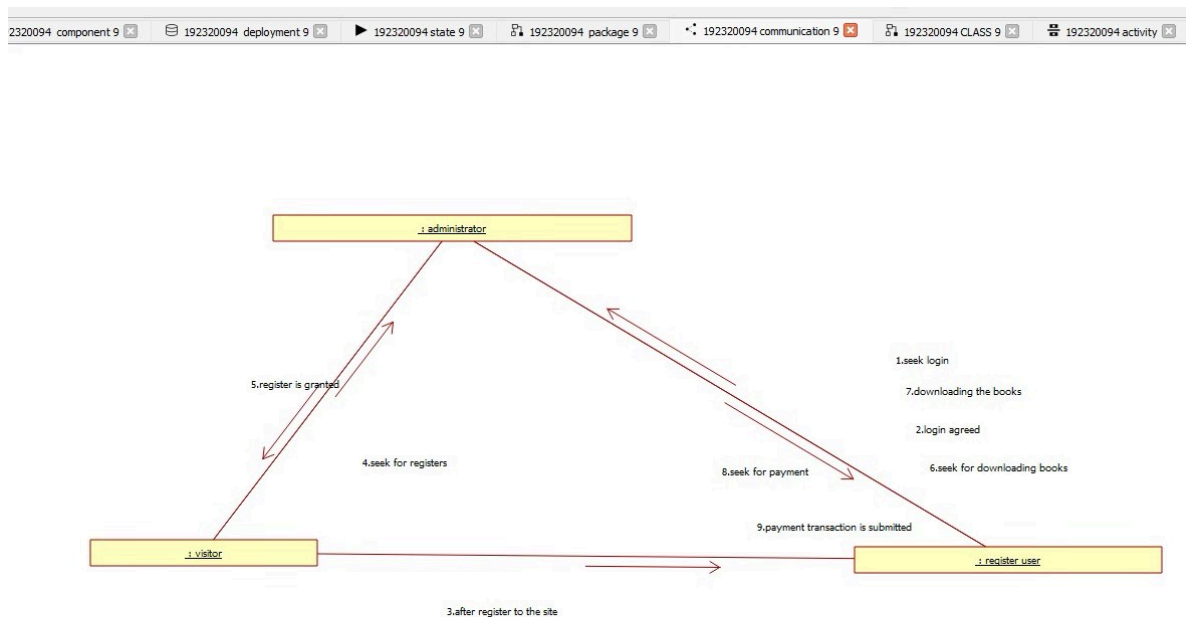 2320094 component 9
192320094 deployment 9
192320094 state 9
192320094 package 9
192320094 communication 9
192320094 CLASS 9
192320094 activity
: administrator
1.seek login
5.register is granted
7.downloading the books
2.login agreed
4.seek for registers
8.seek for payment
6.seek for downloading books
9.payment transaction is submitted
: visitor
: register user
3.after register to the site